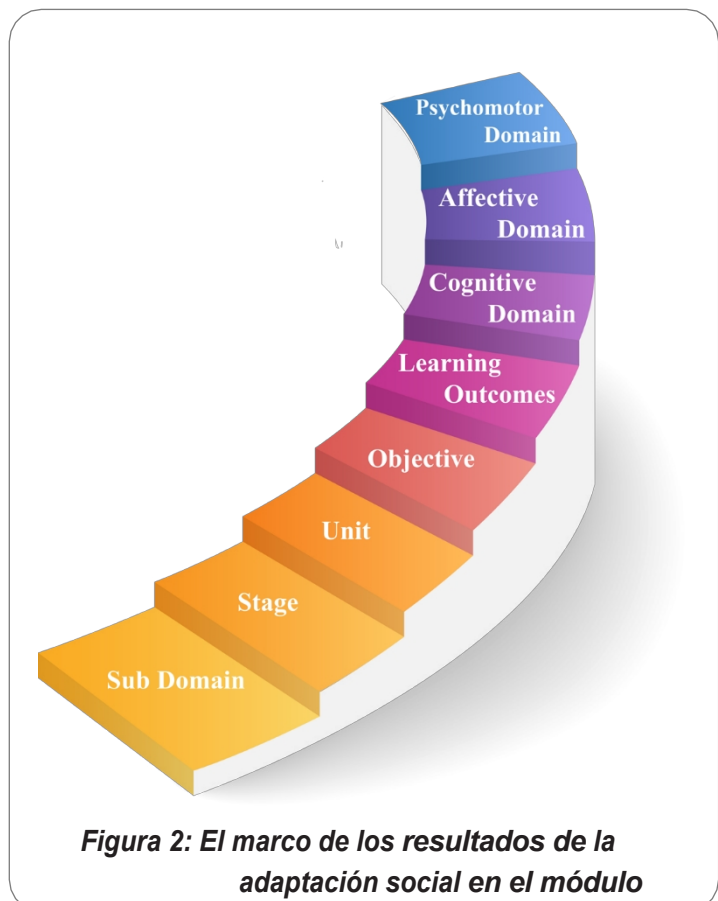 Psychomotor
Domain
Affective
Domain
Cognitive
Domain
Learning
Outcomes
Objective
Unit
Stage
Sub Domain
Figura 2: El marco de los resultados de la
adaptación social en el módulo